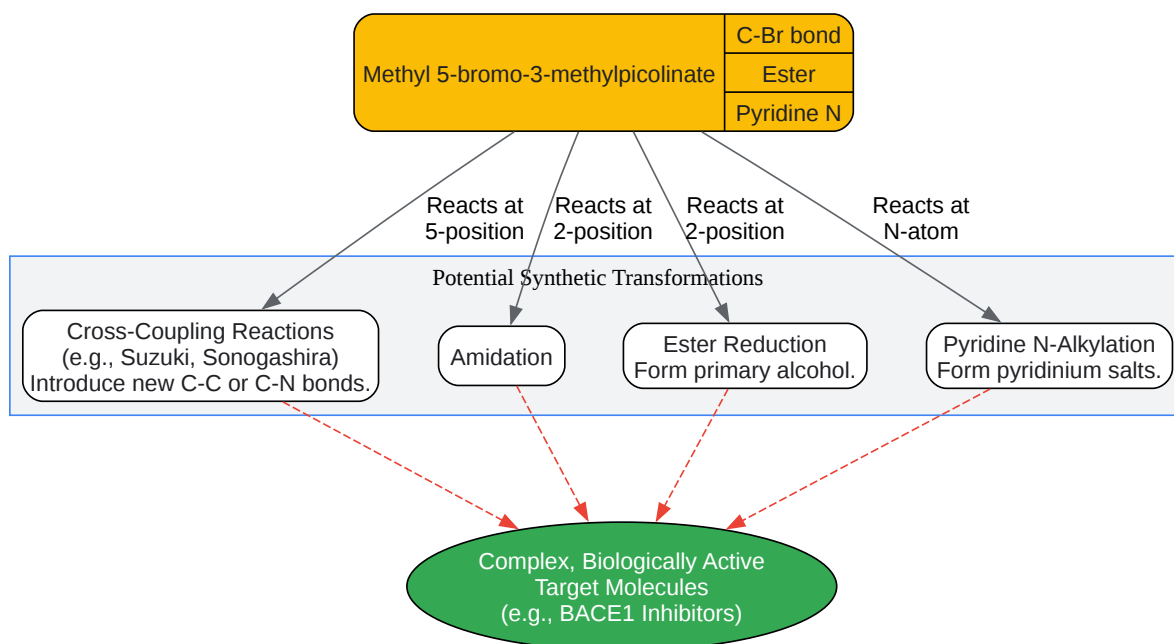 Methyl 5-bromo-3-methylpicolinate
C-Br bond
Ester
Pyridine N
Reacts at
5-position
Reacts at
2-position
Reacts at
2-position
Reacts at
N-atom
Potential Synthetic Transformations
Cross-Coupling Reactions
(e.g., Suzuki, Sonogashira)
Introduce new C-C or C-N bonds.
Amidation
Ester Reduction
Form primary alcohol.
Pyridine N-Alkylation
Form pyridinium salts.
Complex, Biologically Active
Target Molecules
(e.g., BACE1 Inhibitors)